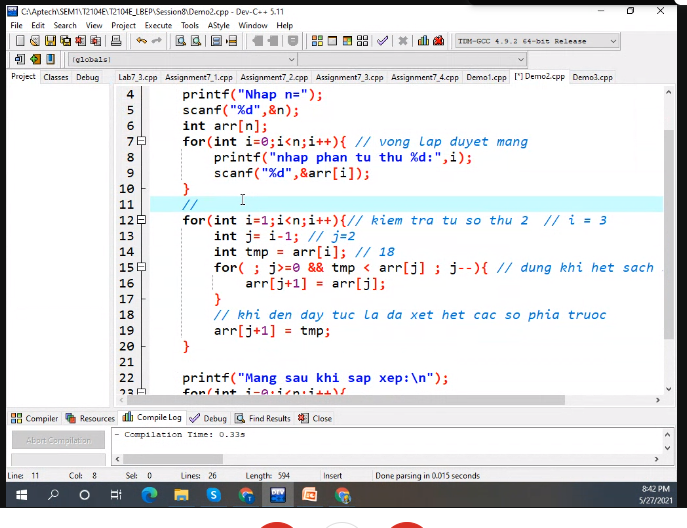 C:\Aptech\SEM1\T2104E\T2104E_LBEP\Session8\Demo2.cpp - Dev-C++ 5.11
File Edit Search View Project Execute Tools AStyle Window Help
TDM-GCC 4.9.2 64-bit Release
(globals)
Project Classes Debug Lab7_3.cpp Assignment7_1.cpp Assignment7_2.cpp Assignment7_3.cpp Assignment7_4.cpp Demo1.cpp [*] Demo2.cpp Demo3.cpp
4 printf("Nhap n=");
5 scanf("%d",&n);
6 int arr[n];
7 for(int i=0;i<n;i++){ // vong lap duyet mang
8 printf("nhap phan tu thu %d:",i);
9 scanf("%d",&arr[i]);
10 }
11 //
12 for(int i=1;i<n;i++){// kiem tra tu so thu 2 // i = 3
13 int j= i-1; // j=2
14 int tmp = arr[i]; // 18
15 for( ; j>=0 && tmp < arr[j] ; j--){ // dung khi het sach
16 arr[j+1] = arr[j];
17 }
18 // khi den day tuc la da xet het cac so phia truoc
19 arr[j+1] = tmp;
20 }
21
22 printf("Mang sau khi sap xep:\n");
23 for(int i=0;i<n;i++){
Compiler Resources Compile Log Debug Find Results Close
Abort Compilation
- Compilation Time: 0.33s
Line: 11 Col: 8 Sel: 0 Lines: 26 Length: 594 Insert Done parsing in 0.015 seconds
8:42 PM
5/27/2021